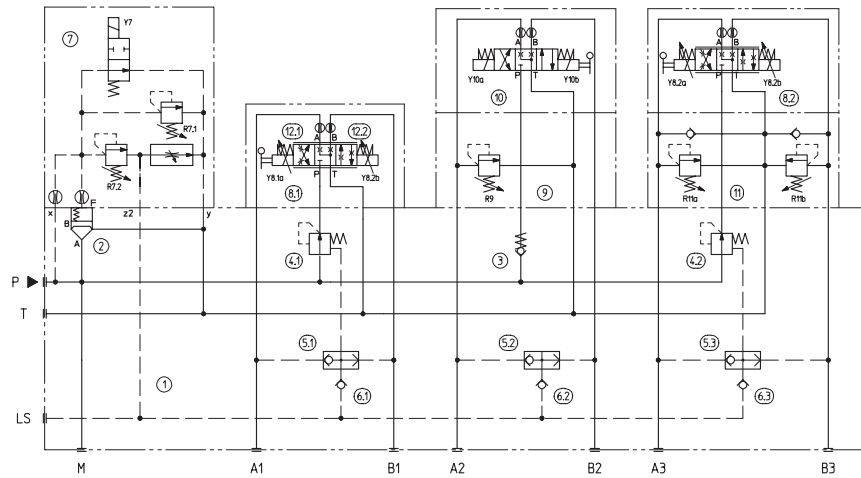 7
Y7
R7.1
R7.2
x
F
z2
y
B
A
2
12.1
12.2
A
B
P
T
Y8.1a
Y8.2b
8.1
4.1
A
B
P
T
Y10a
Y10b
10
R9
9
3
A
B
P
T
Y8.2a
Y8.2b
8.2
R11a
11
R11b
4.2
P
T
5.1
5.2
5.3
1
6.1
6.2
6.3
LS
M
A1
B1
A2
B2
A3
B3